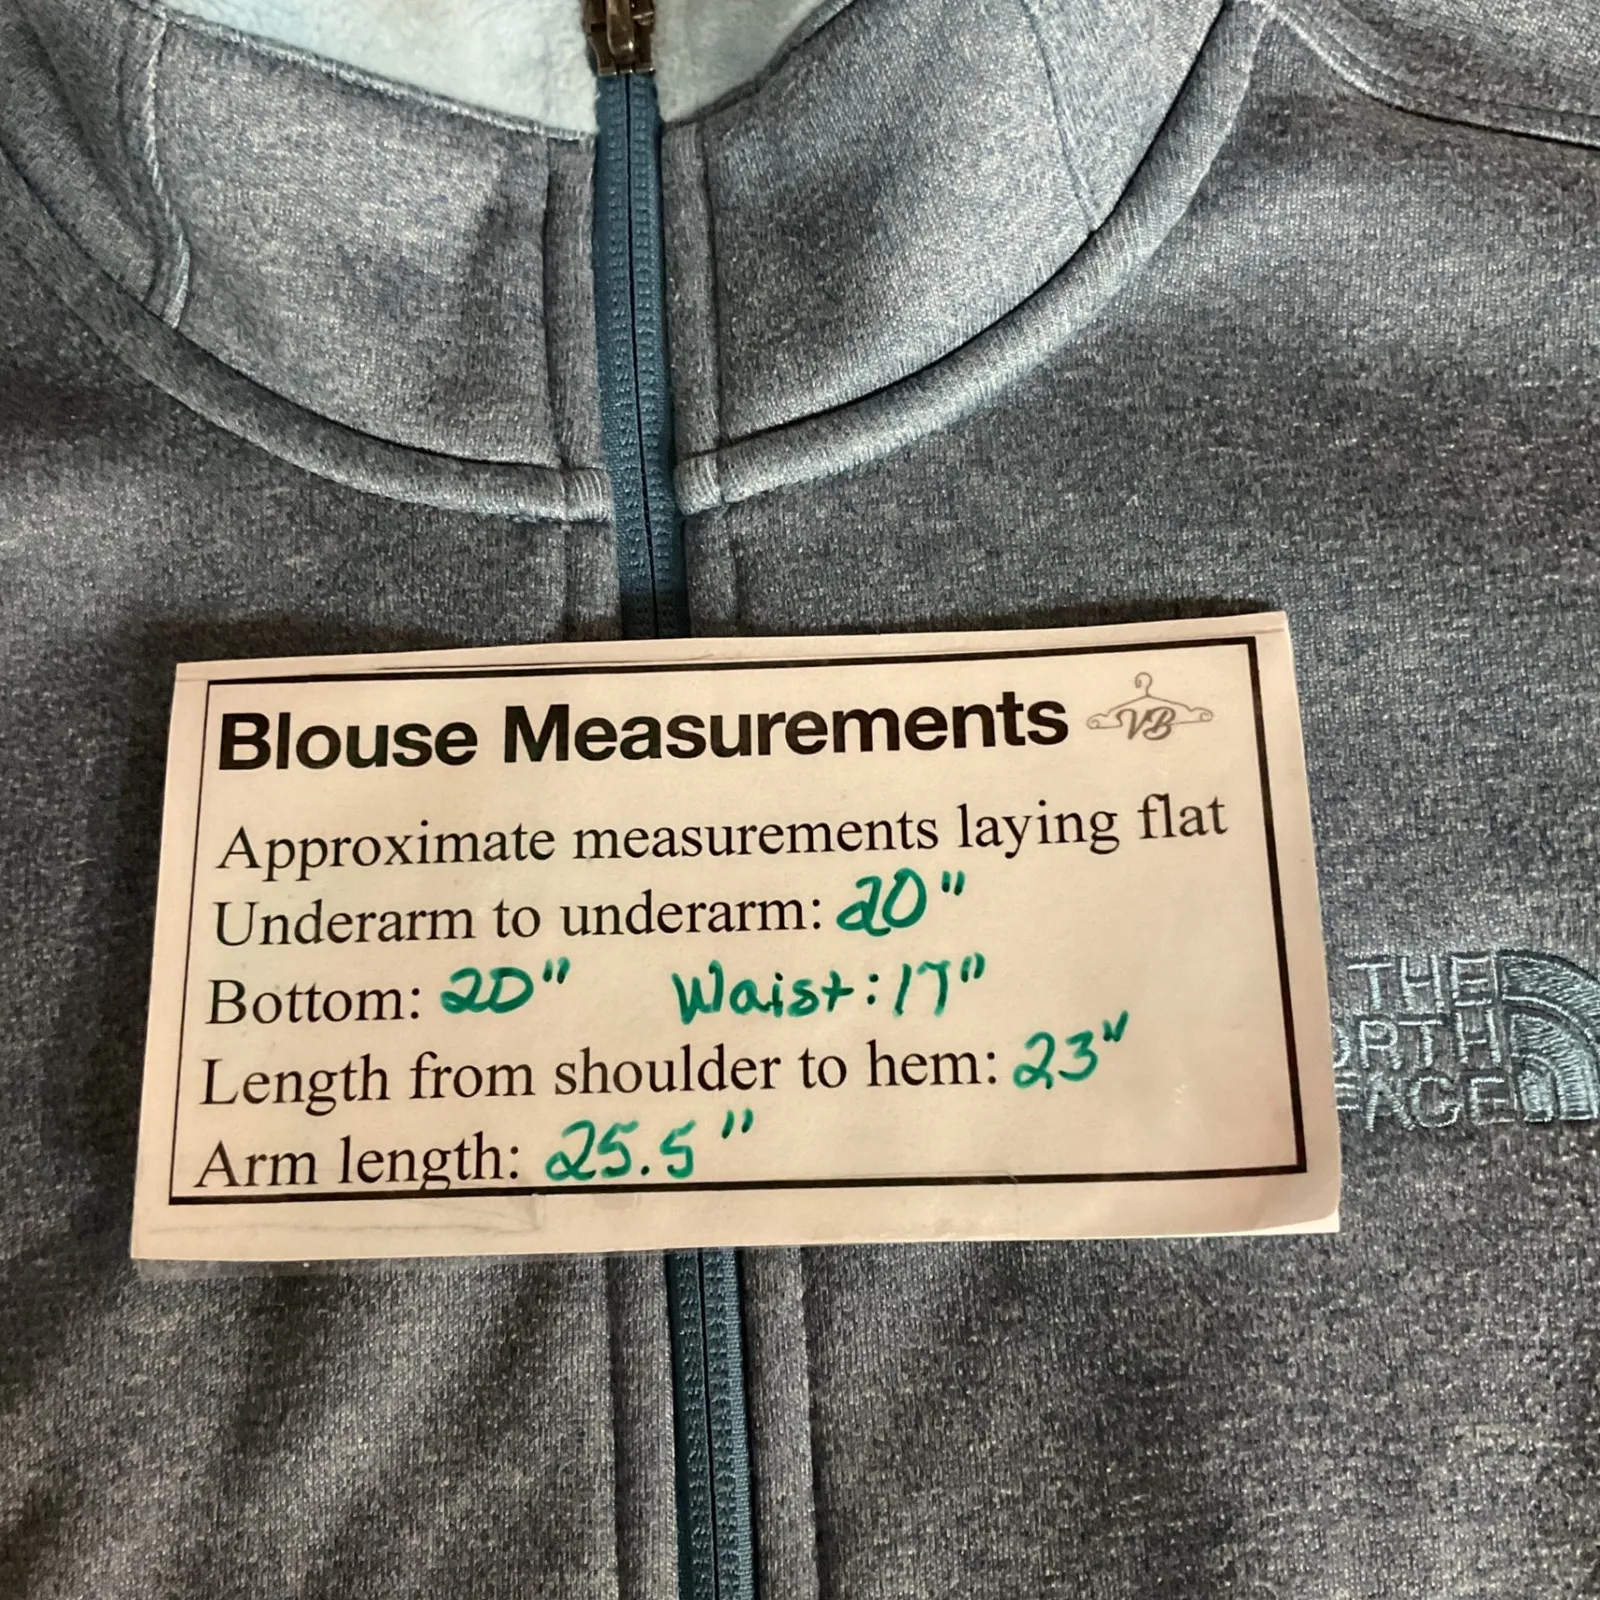 Blouse Measurements VB
Approximate measurements laying flat
Underarm to underarm: 20"
Bottom: 20" Waist: 17"
Length from shoulder to hem: 23"
Arm length: 25.5"
THE
ORTH
FACE